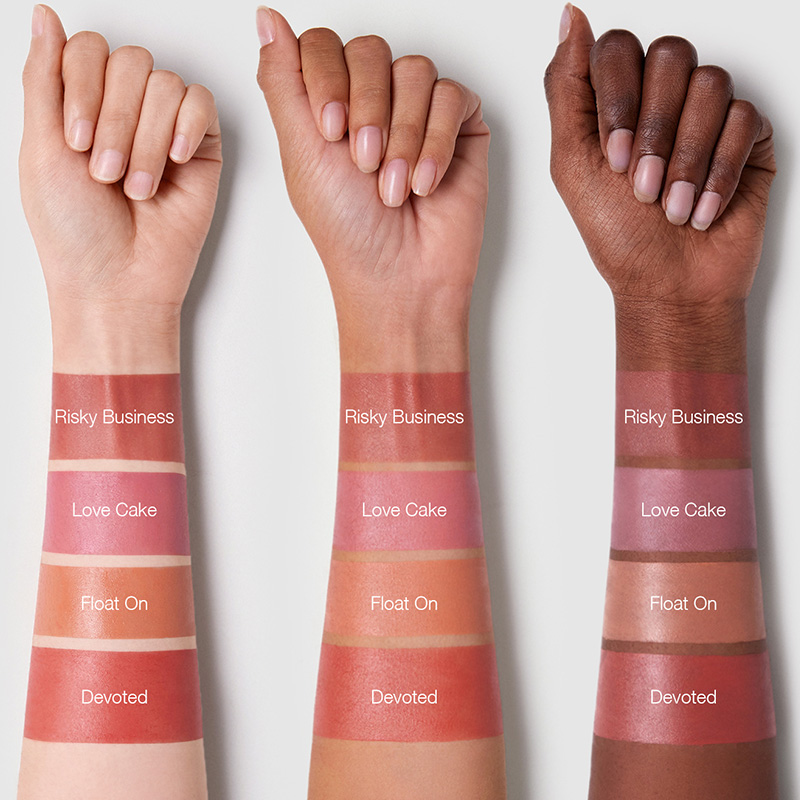 Risky Business
Love Cake
Float On
Devoted
Risky Business
Love Cake
Float On
Devoted
Risky Business
Love Cake
Float On
Devoted